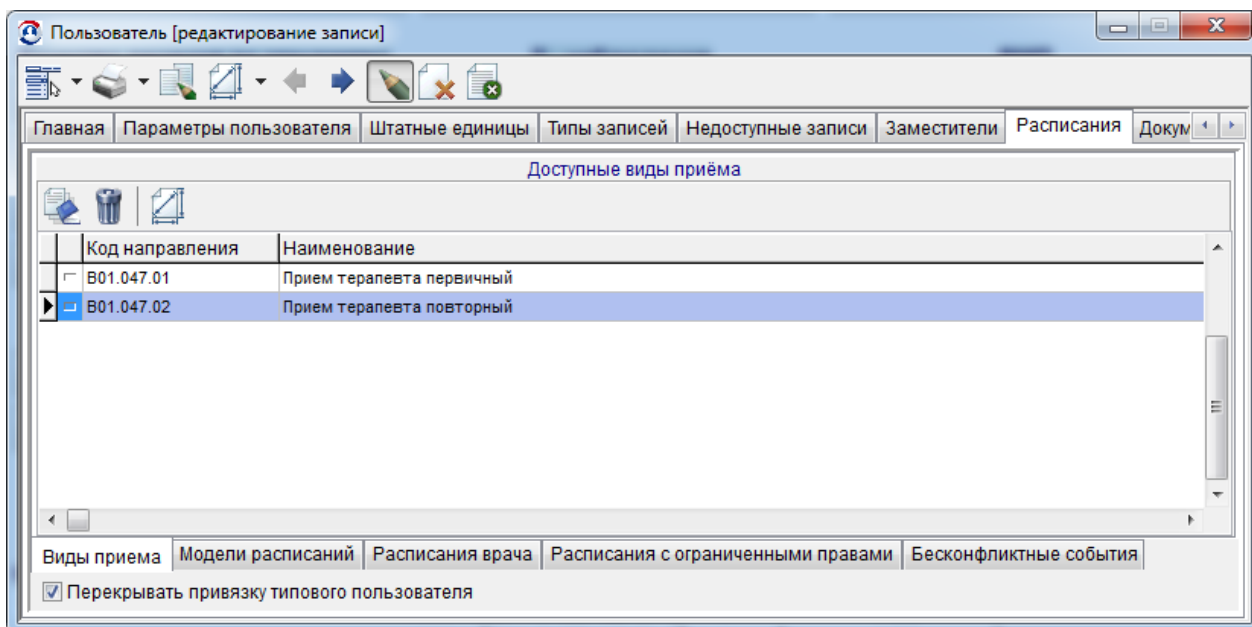 Пользователь [редактирование записи]
Главная Параметры пользователя Штатные единицы Типы записей Недоступные записи Заместители Расписания Докум
Доступные виды приёма
Код направления Наименование
B01.047.01 Прием терапевта первичный
B01.047.02 Прием терапевта повторный
Виды приема Модели расписаний Расписания врача Расписания с ограниченными правами Бесконфликтные события
Перекрывать привязку типового пользователя